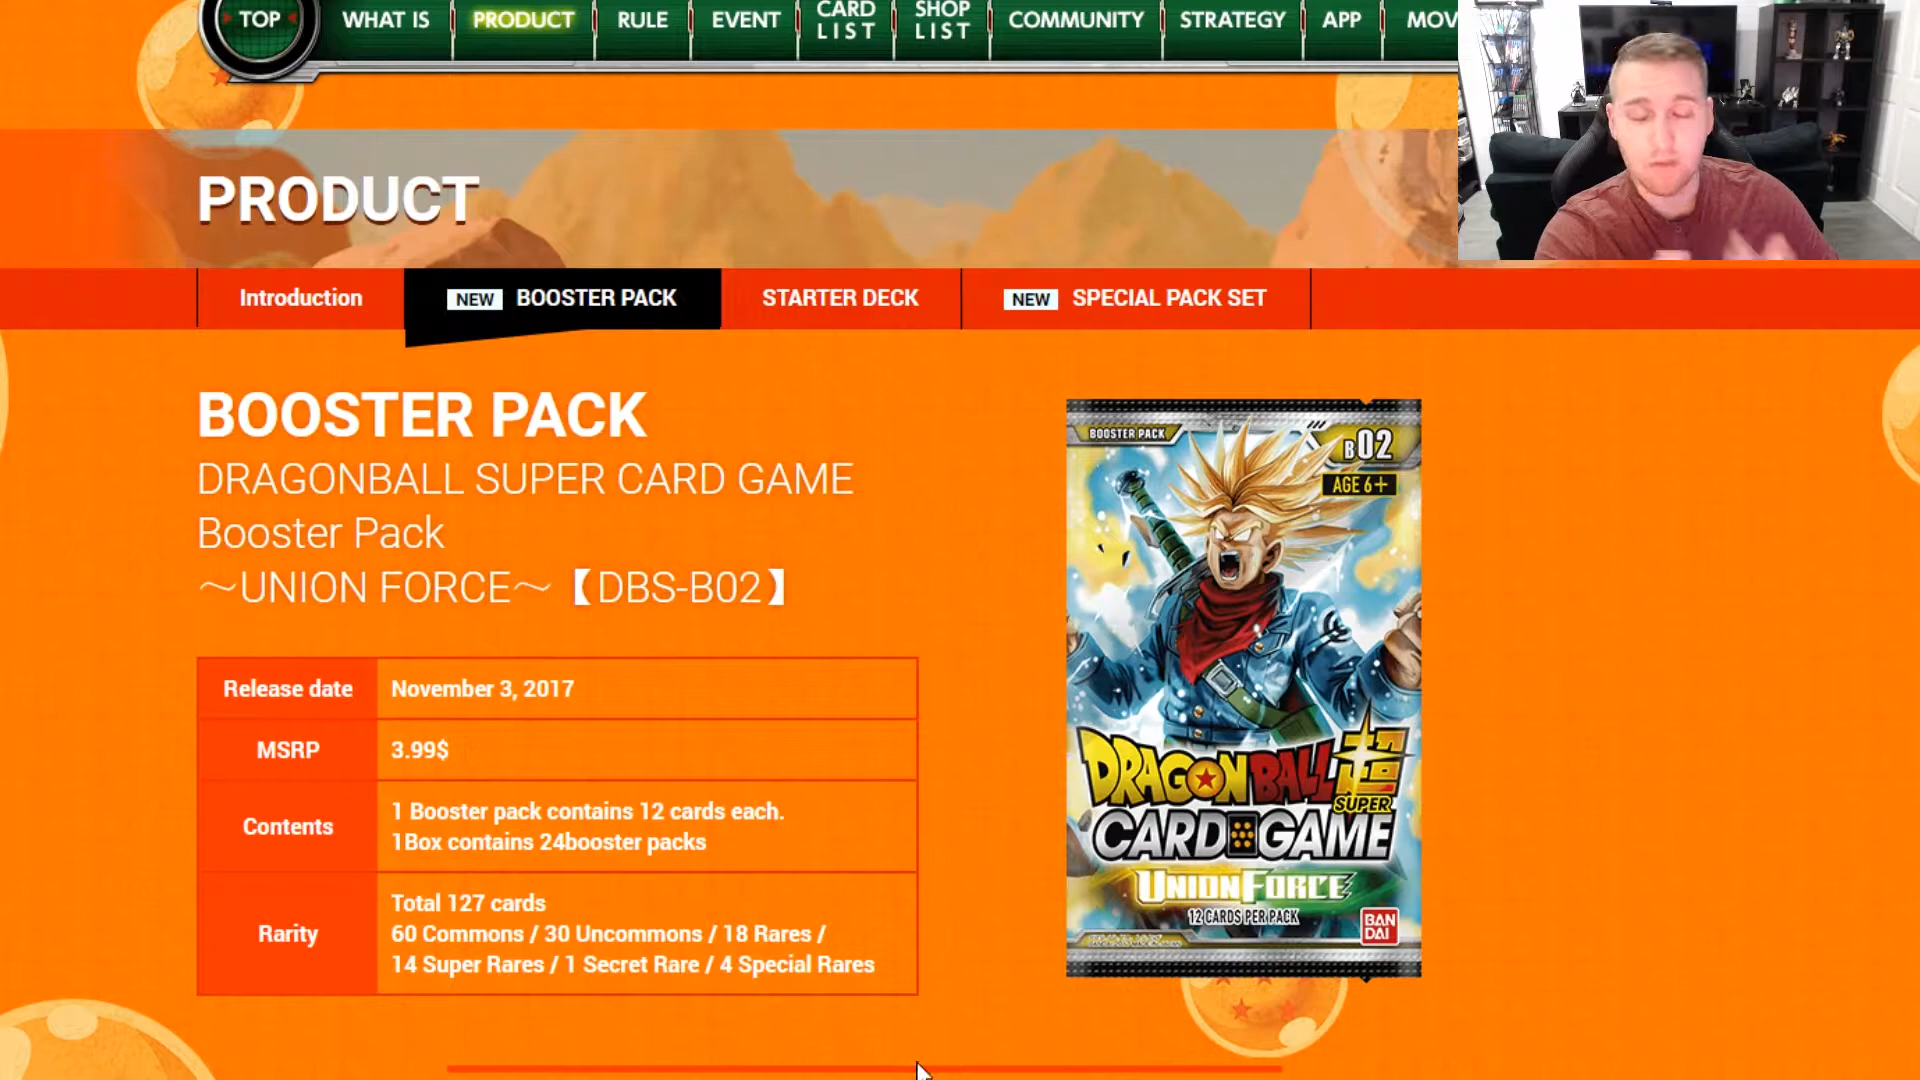 TOP
WHAT IS
PRODUCT
RULE
EVENT
CARD
LIST
SHOP
LIST
COMMUNITY
STRATEGY
APP
MOV
PRODUCT
Introduction
NEW BOOSTER PACK
STARTER DECK
NEW SPECIAL PACK SET
BOOSTER PACK
DRAGONBALL SUPER CARD GAME
Booster Pack
～UNION FORCE～【DBS-B02】
Release date November 3, 2017
MSRP 3.99$
Contents
1 Booster pack contains 12 cards each.
1Box contains 24booster packs
Rarity
Total 127 cards
60 Commons / 30 Uncommons / 18 Rares /
14 Super Rares / 1 Secret Rare / 4 Special Rares
BOOSTER PACK
B02
AGE 6+
DRAGON BALL 超
SUPER
CARD GAME
UNION FORCE
12 CARDS PER PACK
BAN
DAI